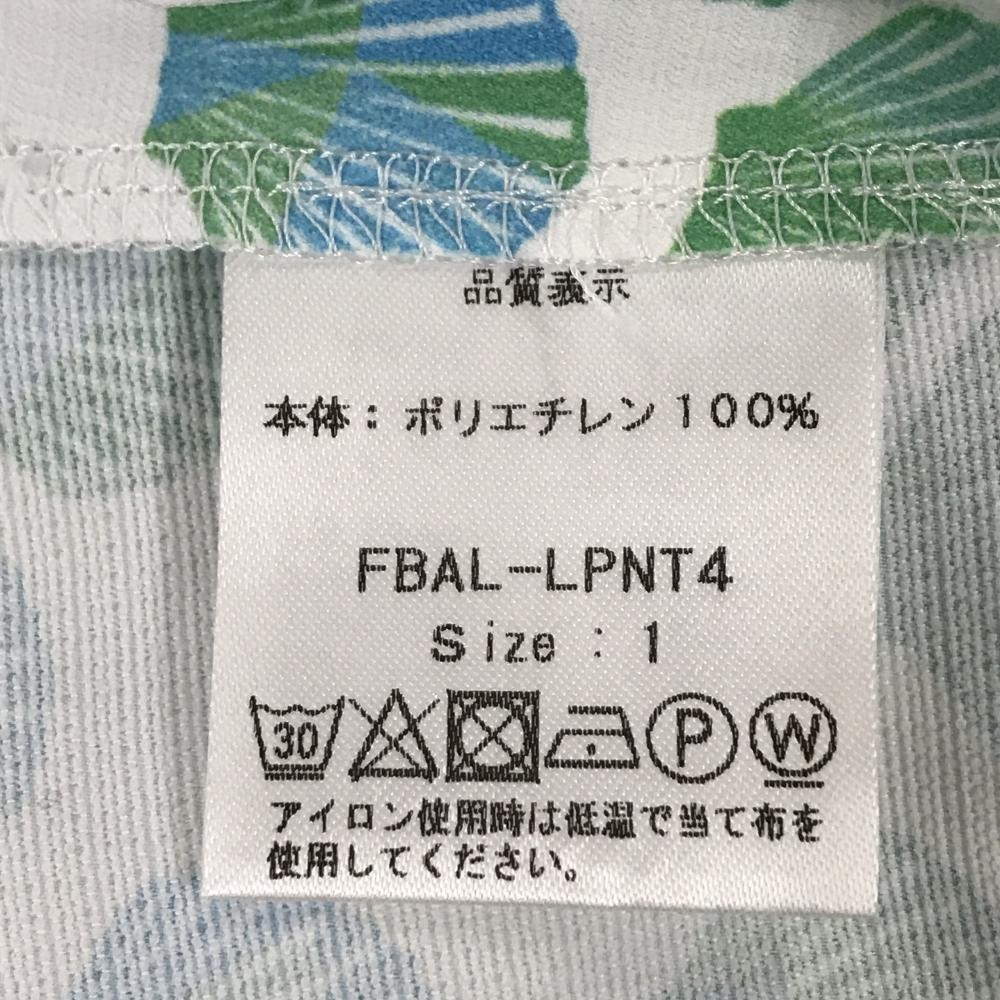 品質表示
本体：ポリエチレン100%
FBAL-LPNT4
Size : 1
30 P W
アイロン使用時は低温で当て布を
使用してください。